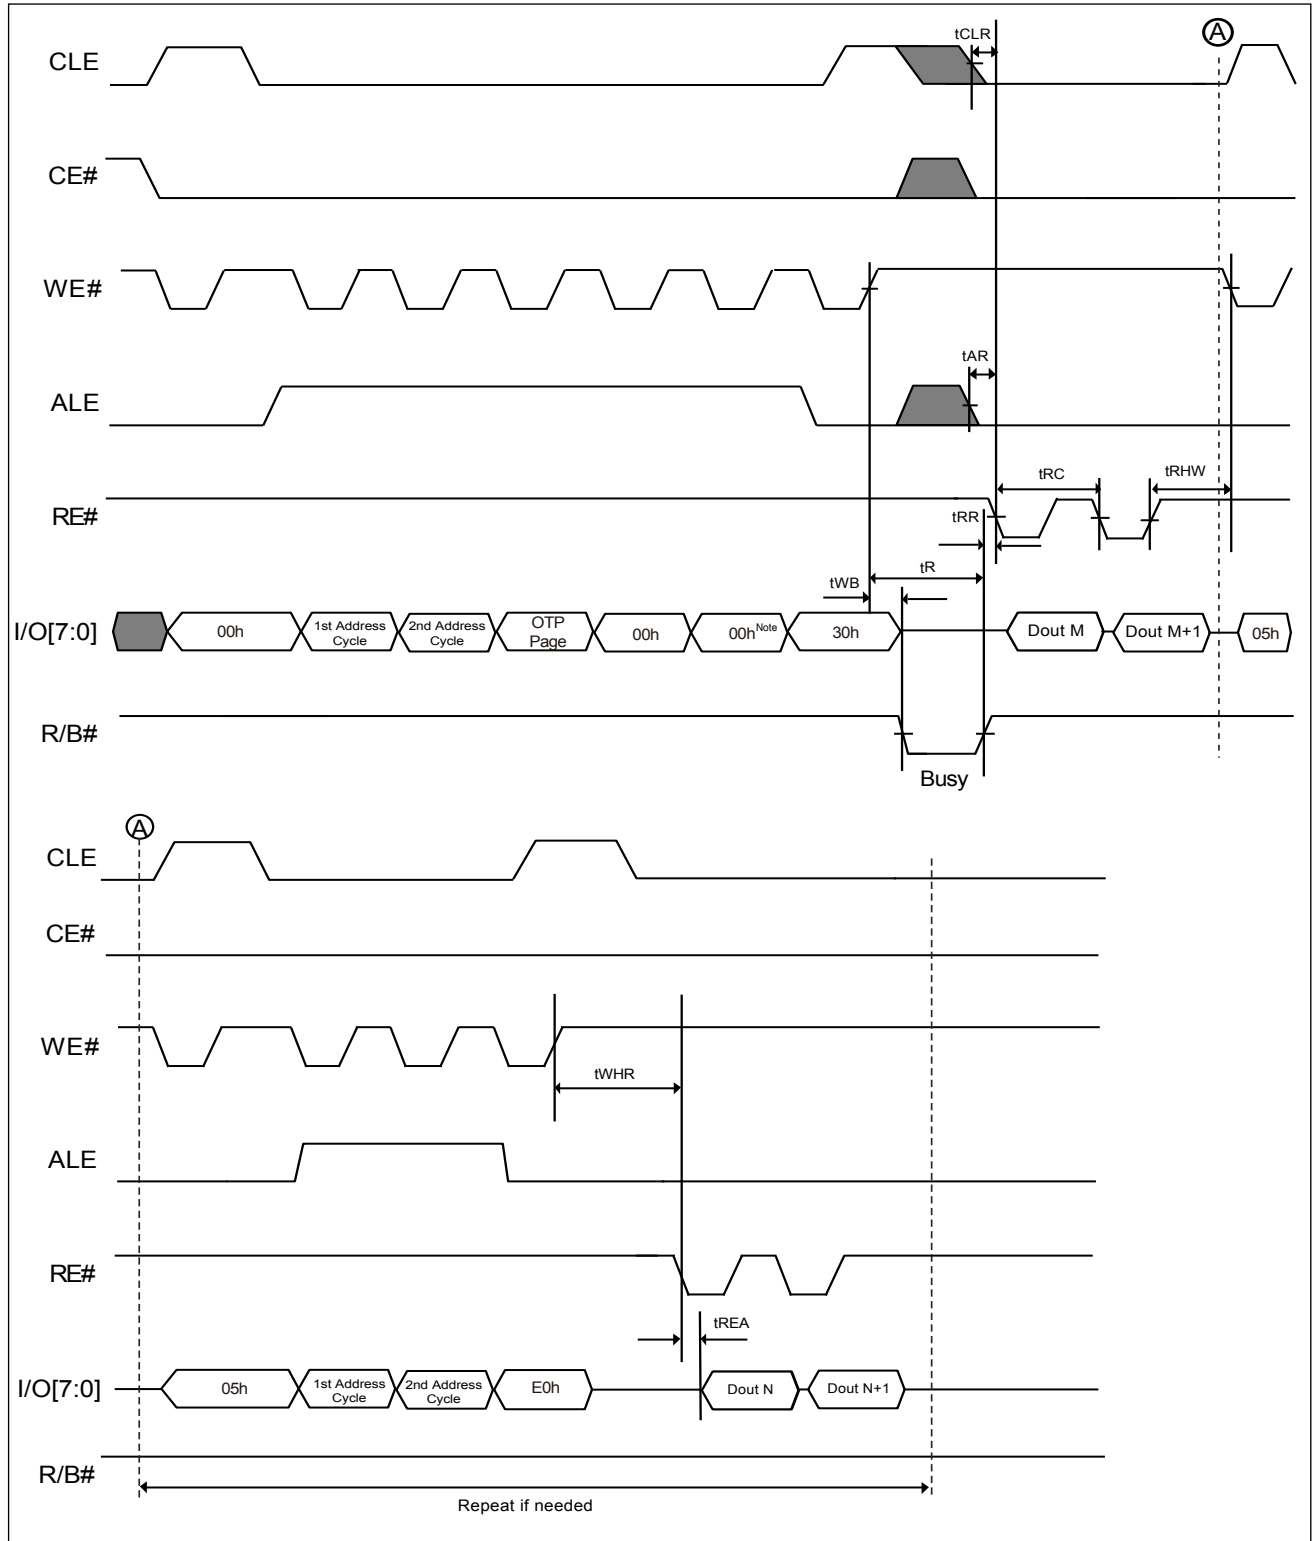 tCLR
A
CLE
CE#
WE#
tAR
ALE
tRC
tRHW
RE#
tRR
tR
tWB
I/O[7:0]
00h
1st Address
Cycle
2nd Address
Cycle
OTP
Page
00h
00hNote
30h
Dout M
Dout M+1
05h
R/B#
Busy
A
CLE
CE#
WE#
tWHR
ALE
RE#
tREA
I/O[7:0]
05h
1st Address
Cycle
2nd Address
Cycle
E0h
Dout N
Dout N+1
R/B#
Repeat if needed